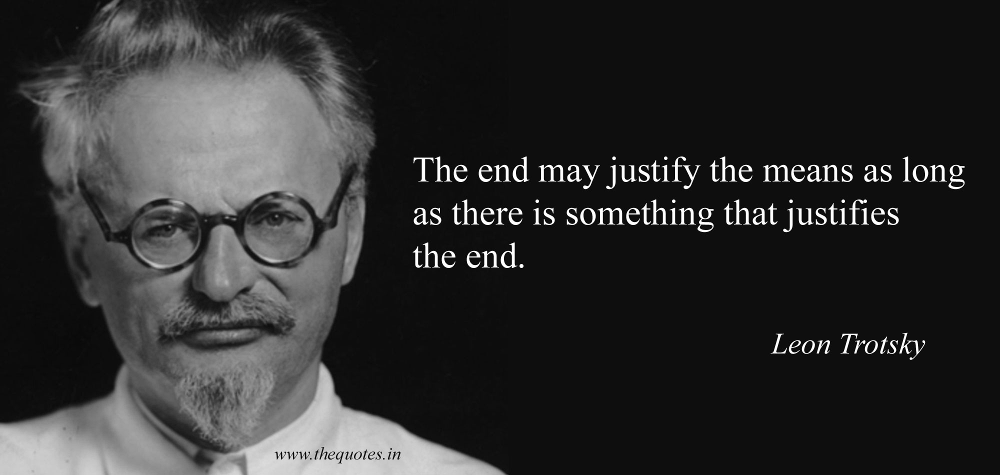 The end may justify the means as long
as there is something that justifies
the end.
Leon Trotsky
www.thequotes.in